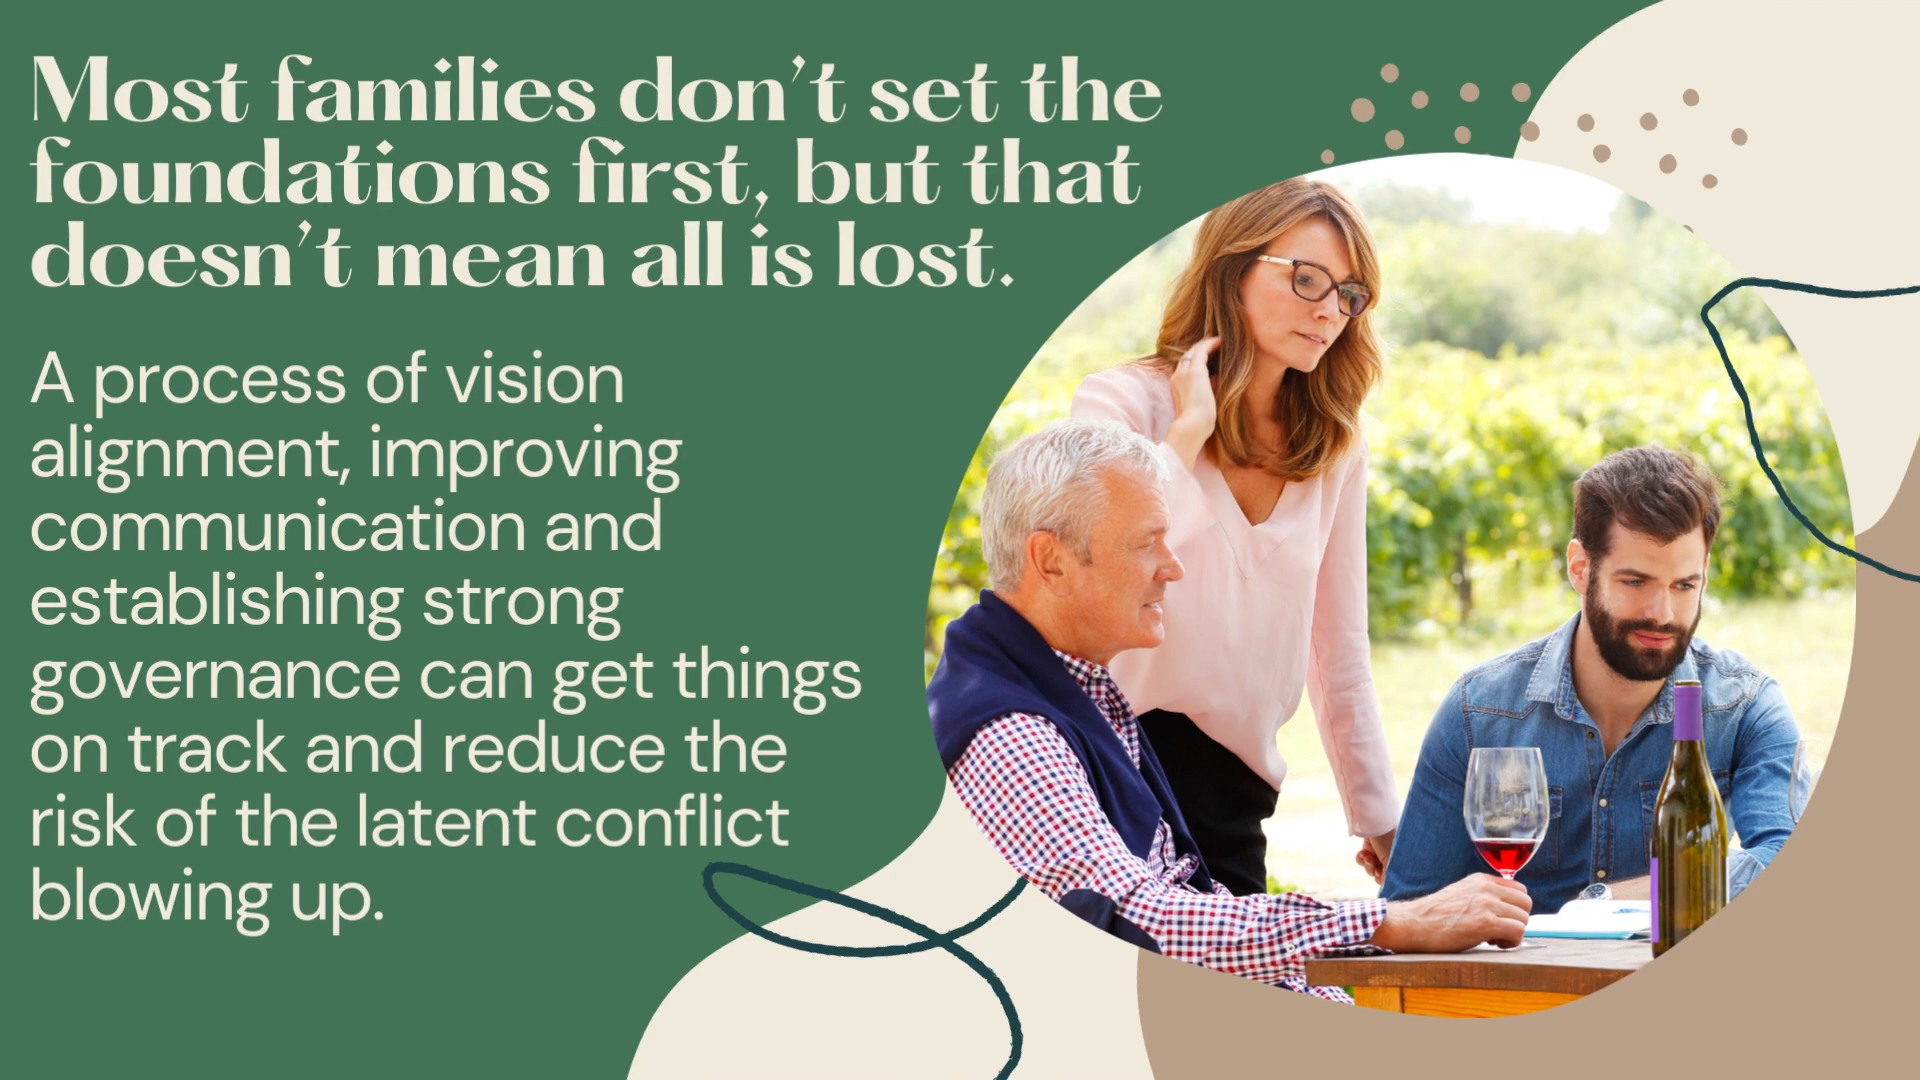 Most families don't set the
foundations first, but that
doesn't mean all is lost.
A process of vision
alignment, improving
communication and
establishing strong
governance can get things
on track and reduce the
risk of the latent conflict
blowing up.